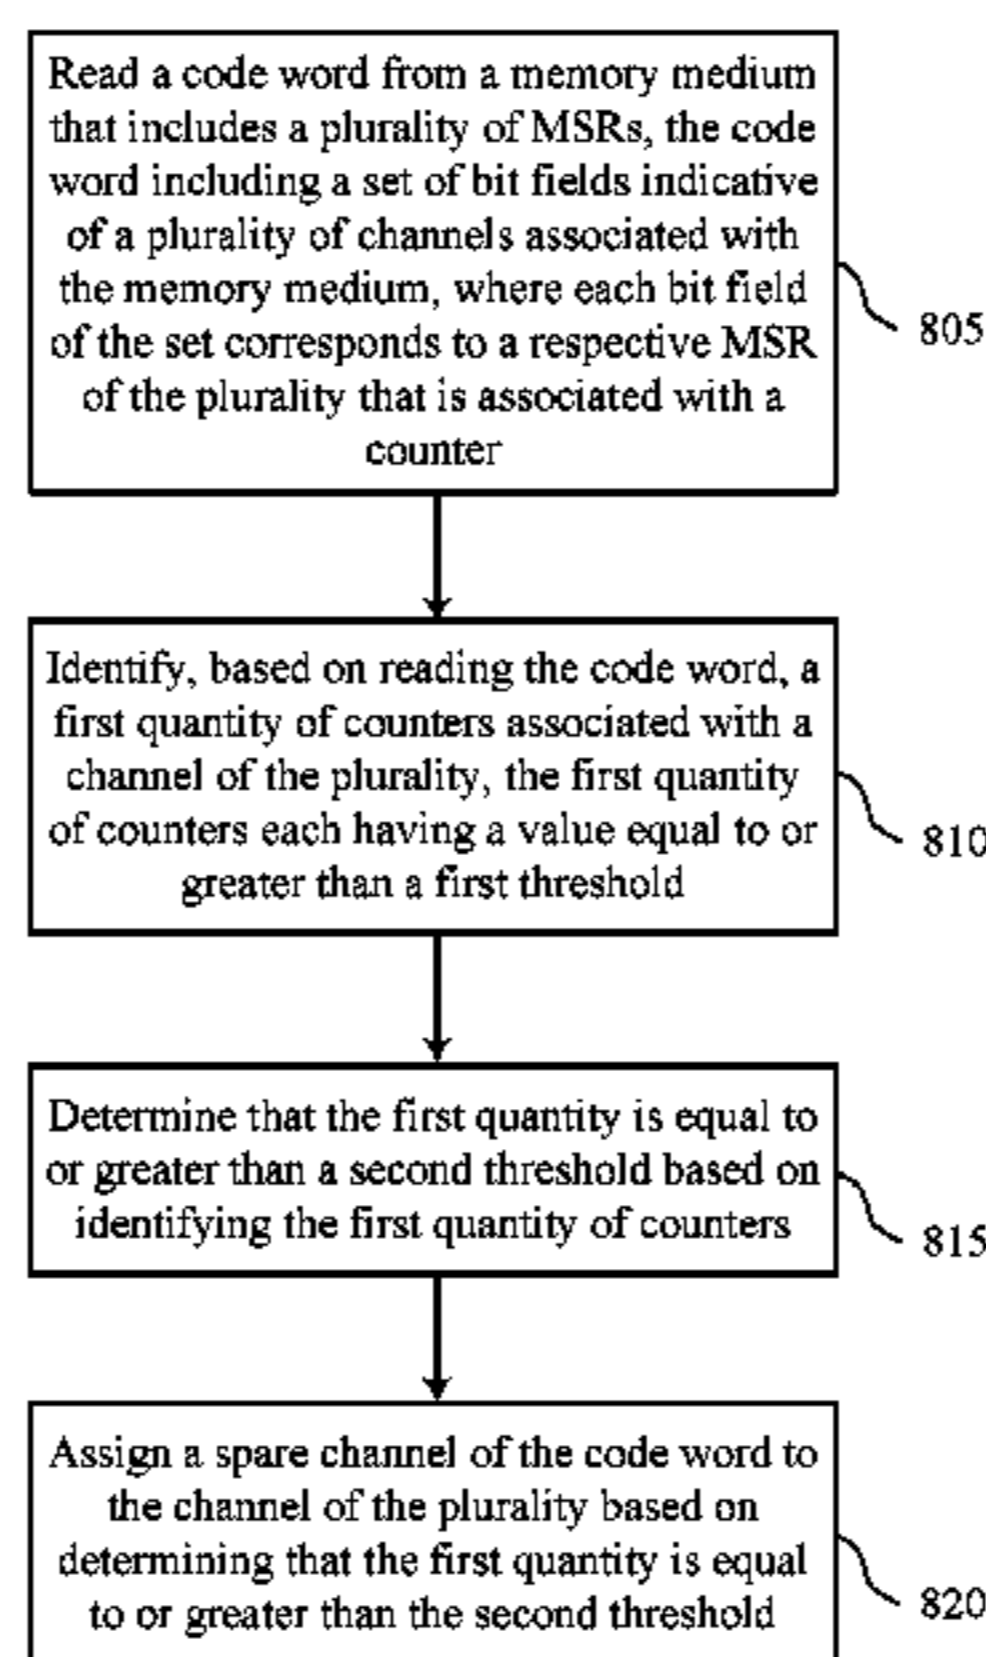 Read a code word from a memory medium
that includes a plurality of MSRs, the code
word including a set of bit fields indicative
of a plurality of channels associated with
the memory medium, where each bit field
of the set corresponds to a respective MSR
of the plurality that is associated with a
counter
805
Identify, based on reading the code word, a
first quantity of counters associated with a
channel of the plurality, the first quantity
of counters each having a value equal to or
greater than a first threshold
810
Determine that the first quantity is equal to
or greater than a second threshold based on
identifying the first quantity of counters
815
Assign a spare channel of the code word to
the channel of the plurality based on
determining that the first quantity is equal
to or greater than the second threshold
820